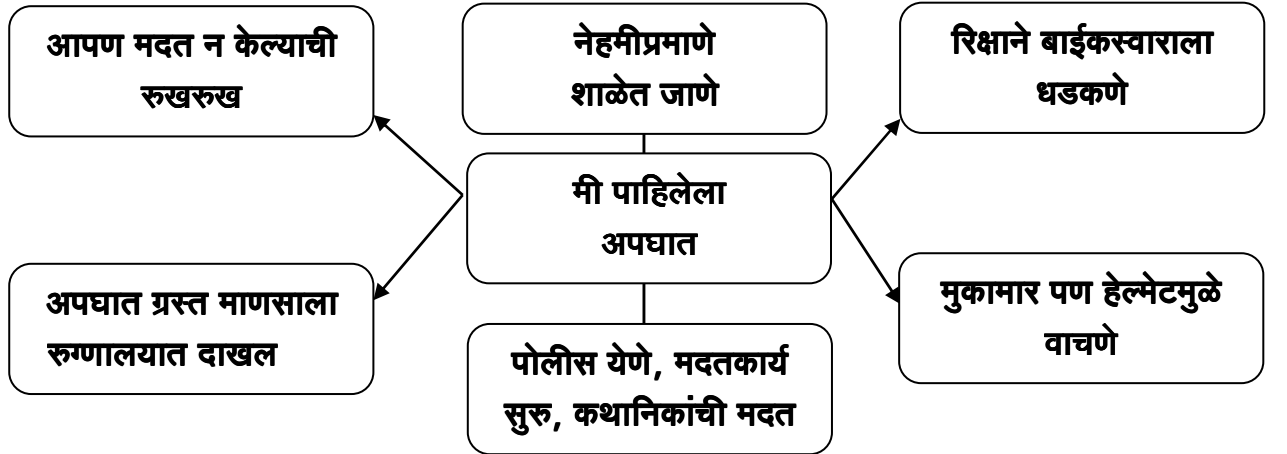 आपण मदत न केल्याची
रुखरुख
नेहमीप्रमाणे
शाळेत जाणे
रिक्षाने बाईकस्वाराला
धडकणे
मी पाहिलेला
अपघात
अपघात ग्रस्त माणसाला
रुग्णालयात दाखल
पोलीस येणे, मदतकार्य
सुरू, कथानिकांची मदत
मुकामार पण हेल्मेटमुळे
वाचणे